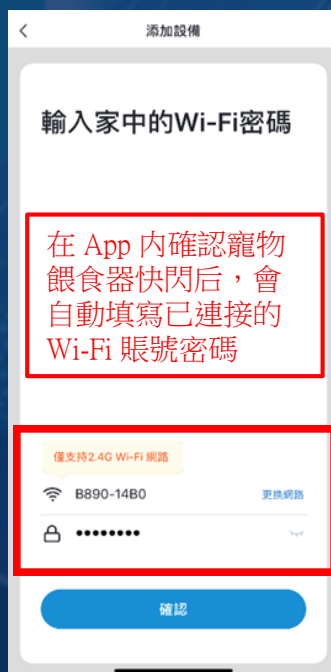 添加設備
輸入家中的Wi-Fi密碼
在 App 内確認寵物
餵食器快閃后，會
自動填寫已連接的
Wi-Fi 賬號密碼
僅支持2.4G Wi-Fi 網路
B890-14B0 更換網路
••••••••
確認